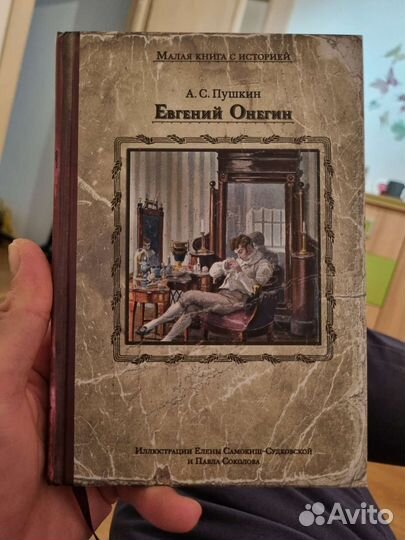 Малая книга с историей
А. С. Пушкин
Евгений Онегин
Иллюстрации Елены Самокиш-Судковской
и Павла Соколова
Avito